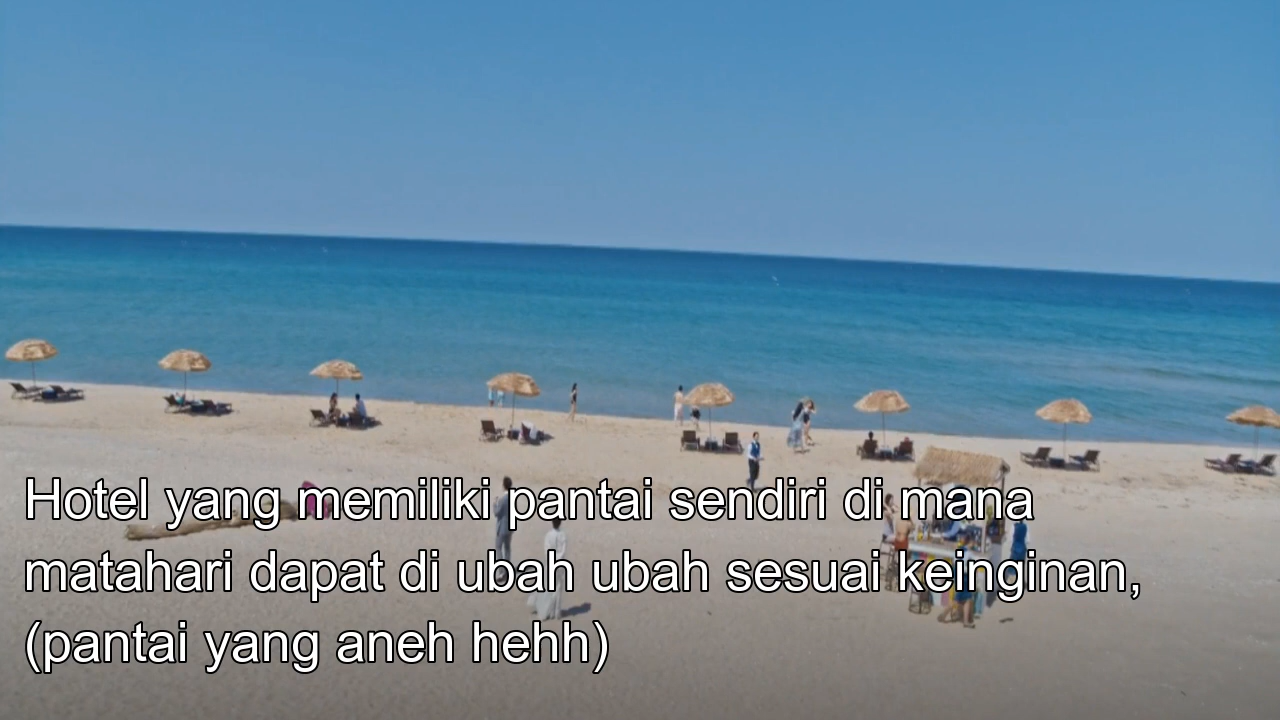 Hotel yang memiliki pantai sendiri di mana
matahari dapat di ubah ubah sesuai keinginan,
(pantai yang aneh hehh)